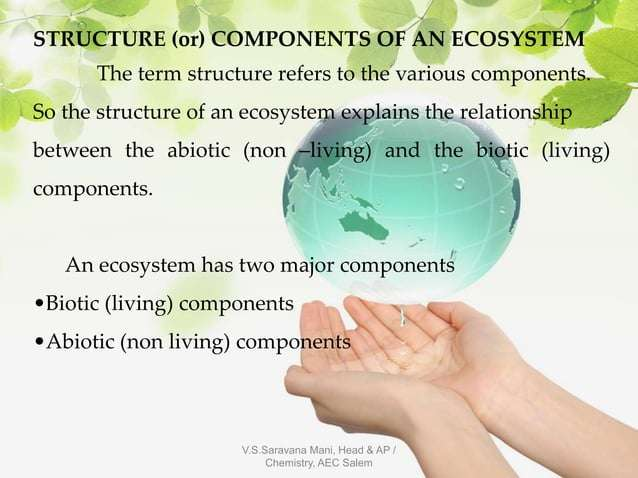 STRUCTURE (or) COMPONENTS OF AN ECOSYSTEM
The term structure refers to the various components.
So the structure of an ecosystem explains the relationship
between the abiotic (non –living) and the biotic (living)
components.
An ecosystem has two major components
•Biotic (living) components
•Abiotic (non living) components
V.S.Saravana Mani, Head & AP /
Chemistry, AEC Salem